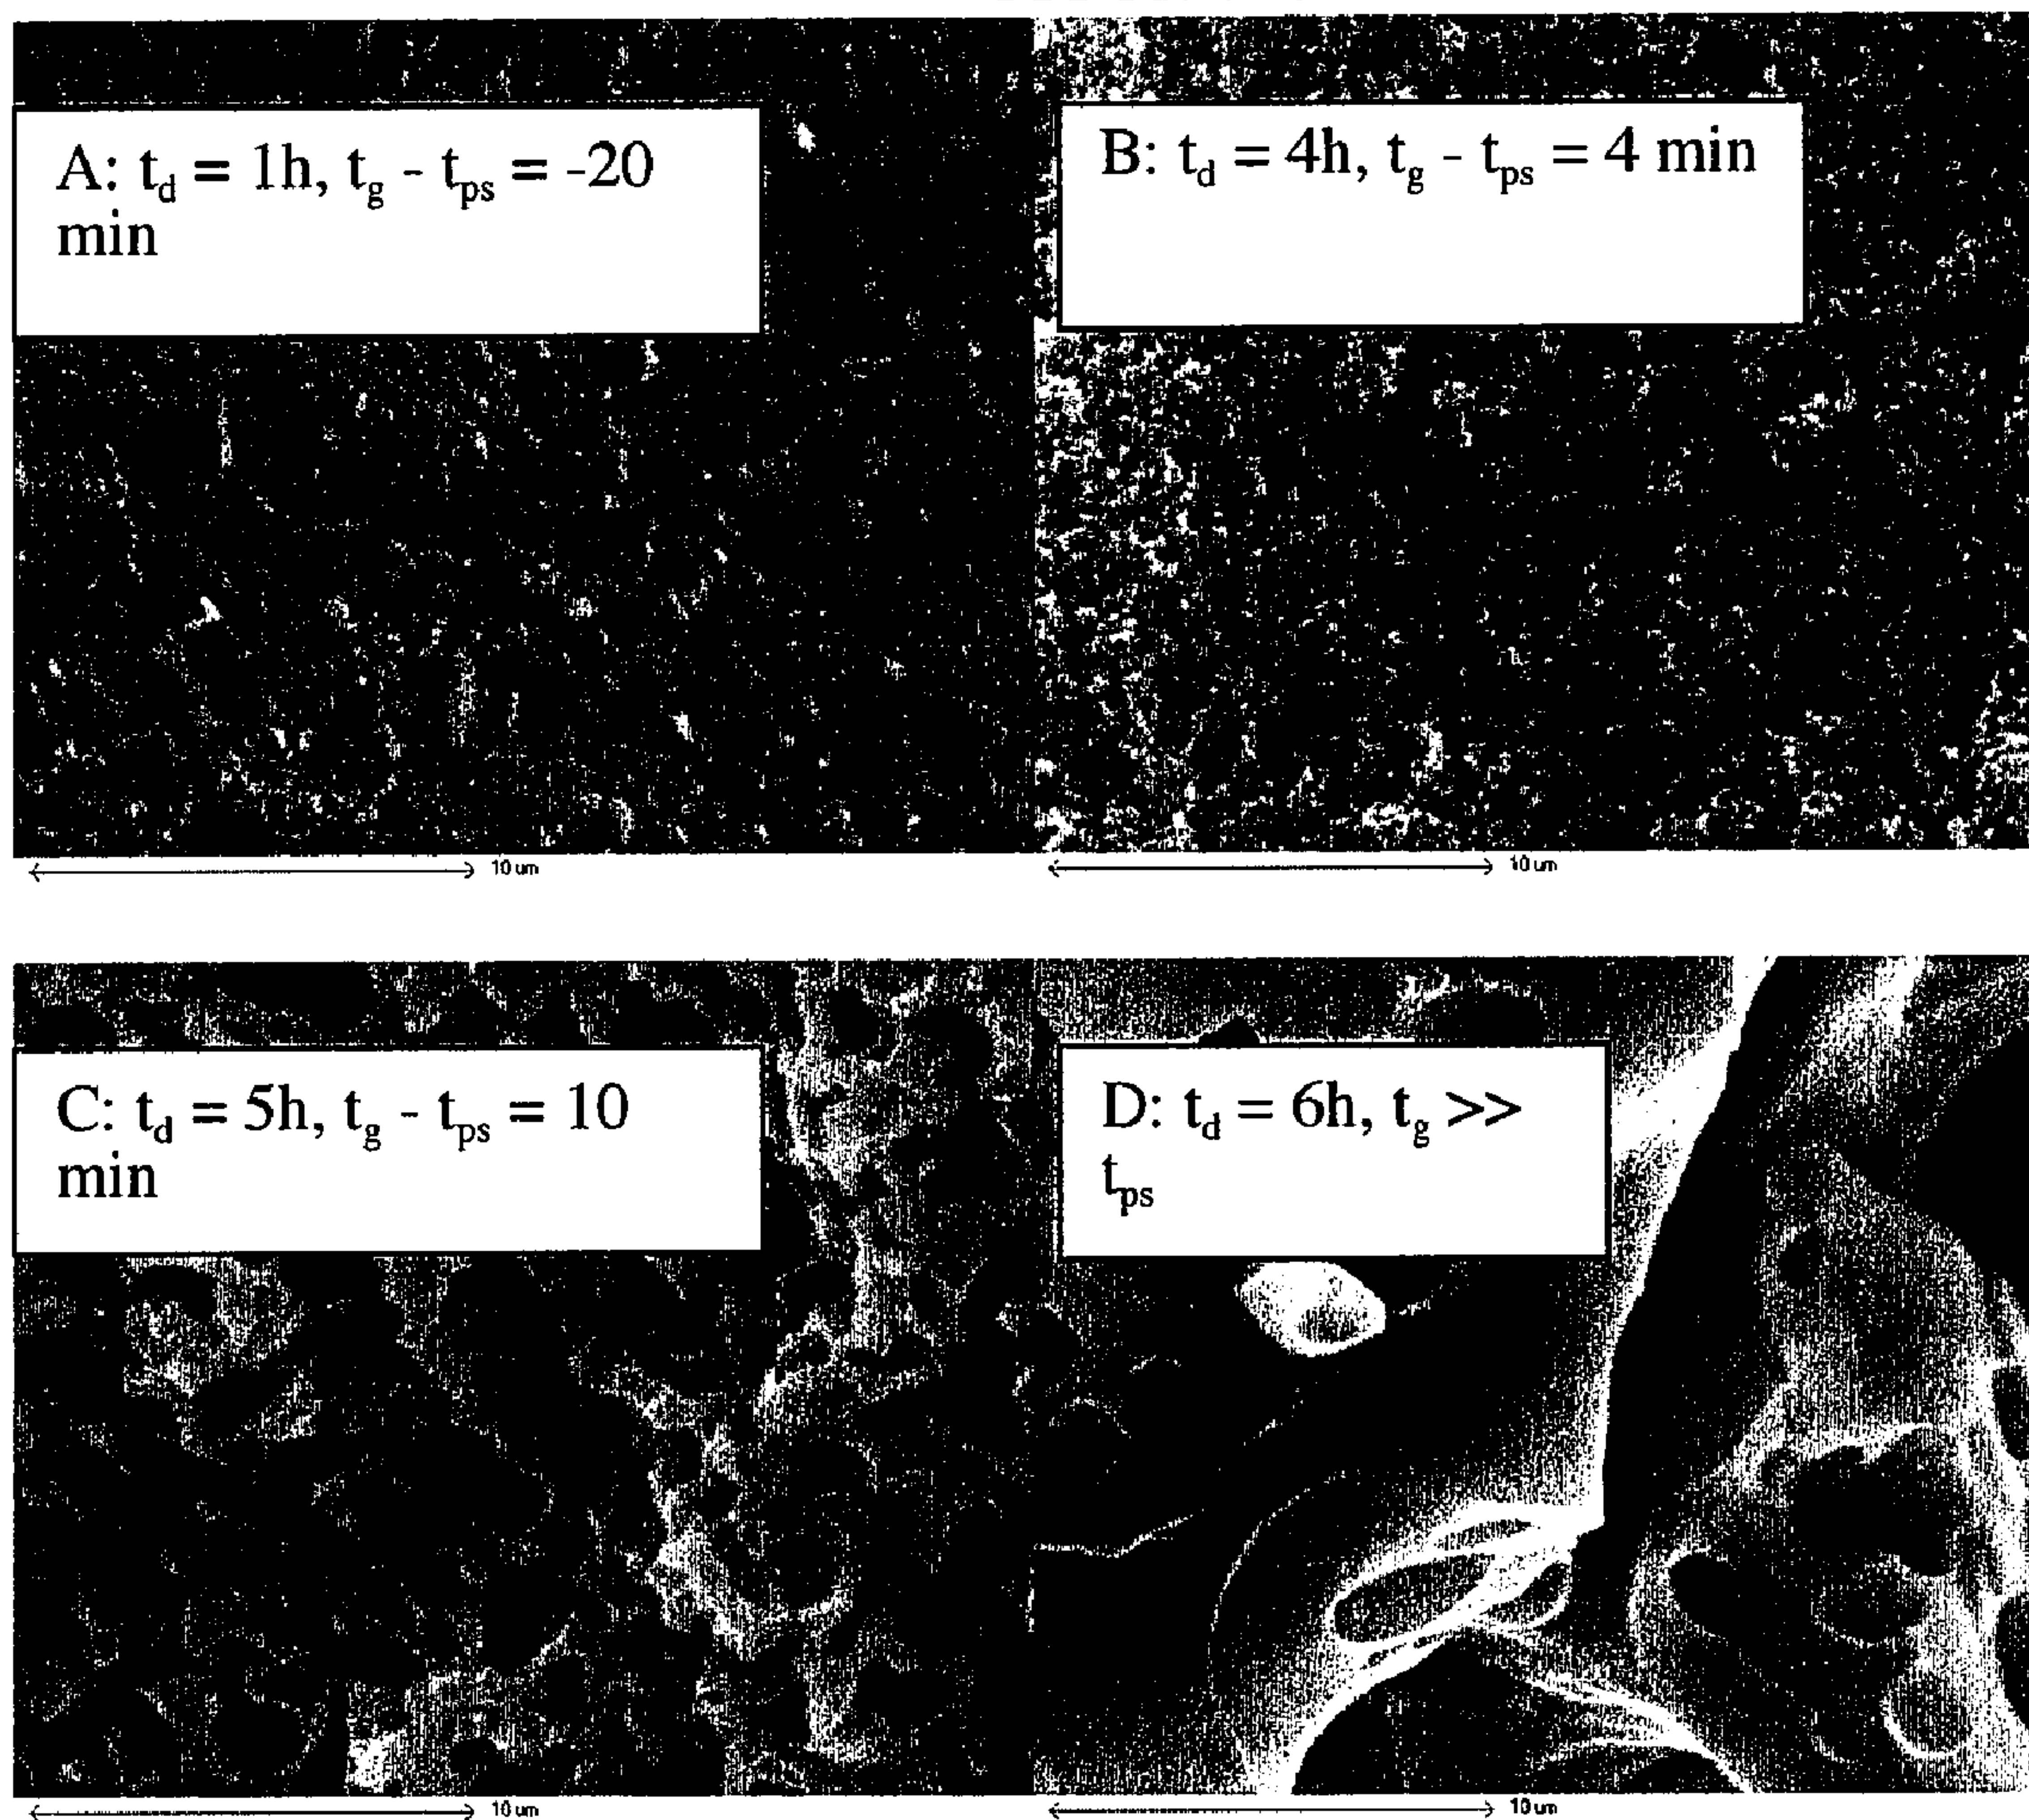 A: t_d = 1h, t_g - t_ps = -20
min
B: t_d = 4h, t_g - t_ps = 4 min
10 um
10 um
C: t_d = 5h, t_g - t_ps = 10
min
D: t_d = 6h, t_g >>
t_ps
10 um
10 um